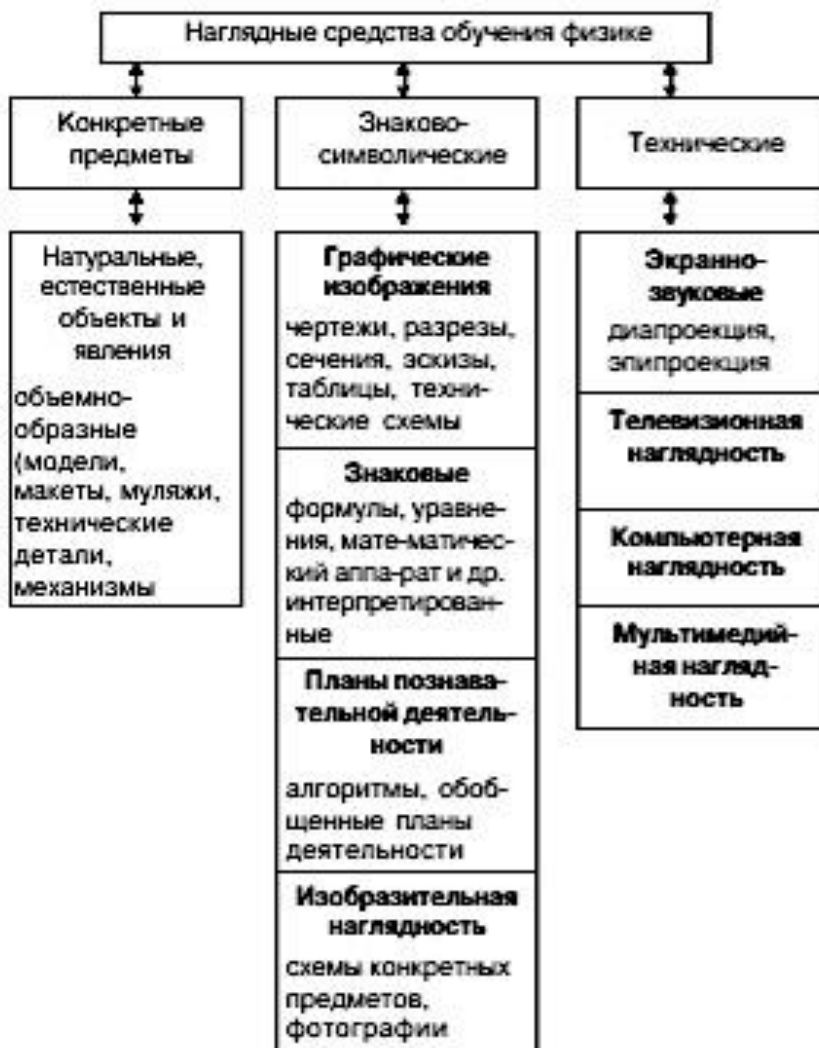 Наглядные средства обучения физике
Конкретные
предметы
Знаково-
символические
Технические
Натуральные,
естественные
объекты и
явления
объемно-
образные
(модели,
макеты, муляжи,
технические
детали,
механизмы
Графические
изображения
чертежи, разрезы,
сечения, эскизы,
таблицы, техни-
ческие схемы
Знаковые
формулы, уравне-
ния, мате-матичес-
кий аппа-рат и др.
интерпретирован-
ные
Планы познава-
тельной деятель-
ности
алгоритмы, обоб-
щенные планы
деятельности
Изобразительная
наглядность
схемы конкретных
предметов,
фотографии
Экранно-
звуковые
диапроекция,
эпипроекция
Телевизионная
наглядность
Компьютерная
наглядность
Мультимедий-
ная нагляд-
ность